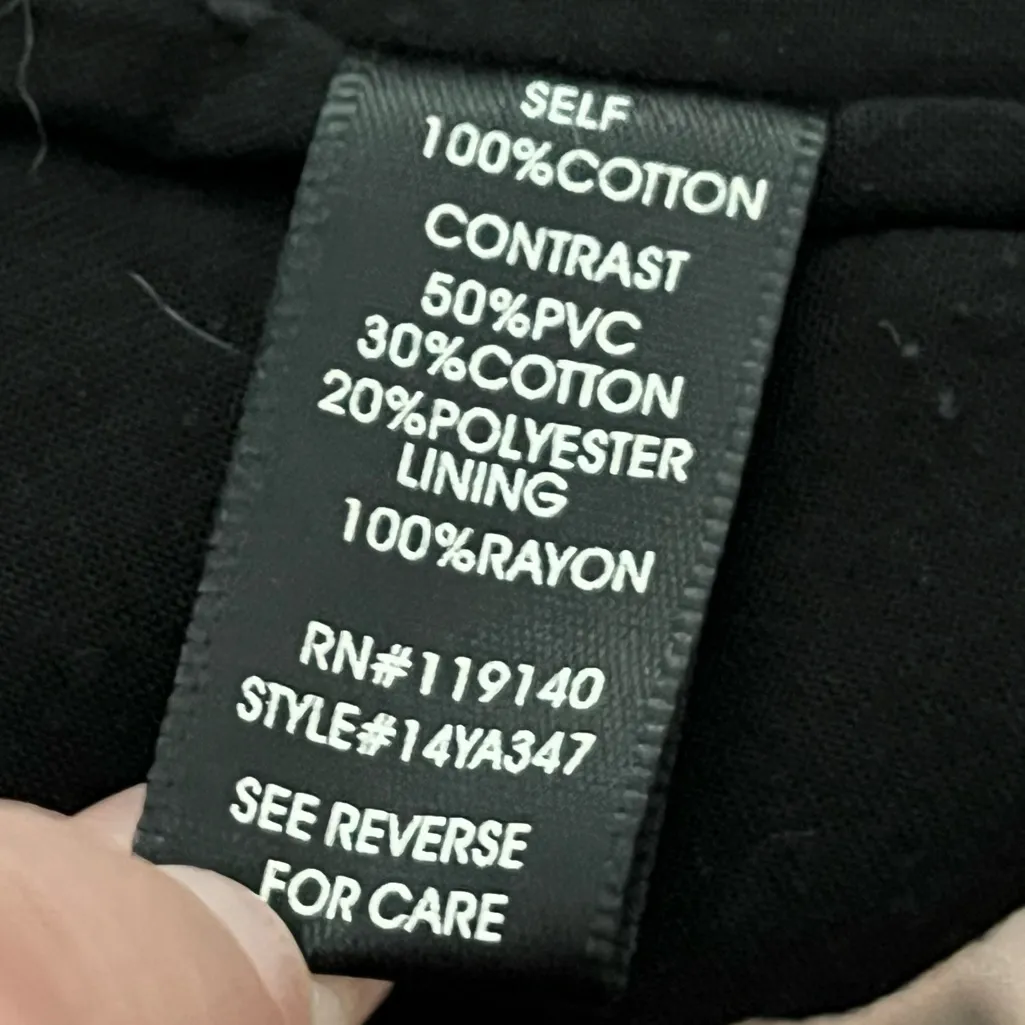 SELF
100%COTTON
CONTRAST
50%PVC
30%COTTON
20%POLYESTER
LINING
100%RAYON
RN#119140
STYLE#14YA347
SEE REVERSE
FOR CARE